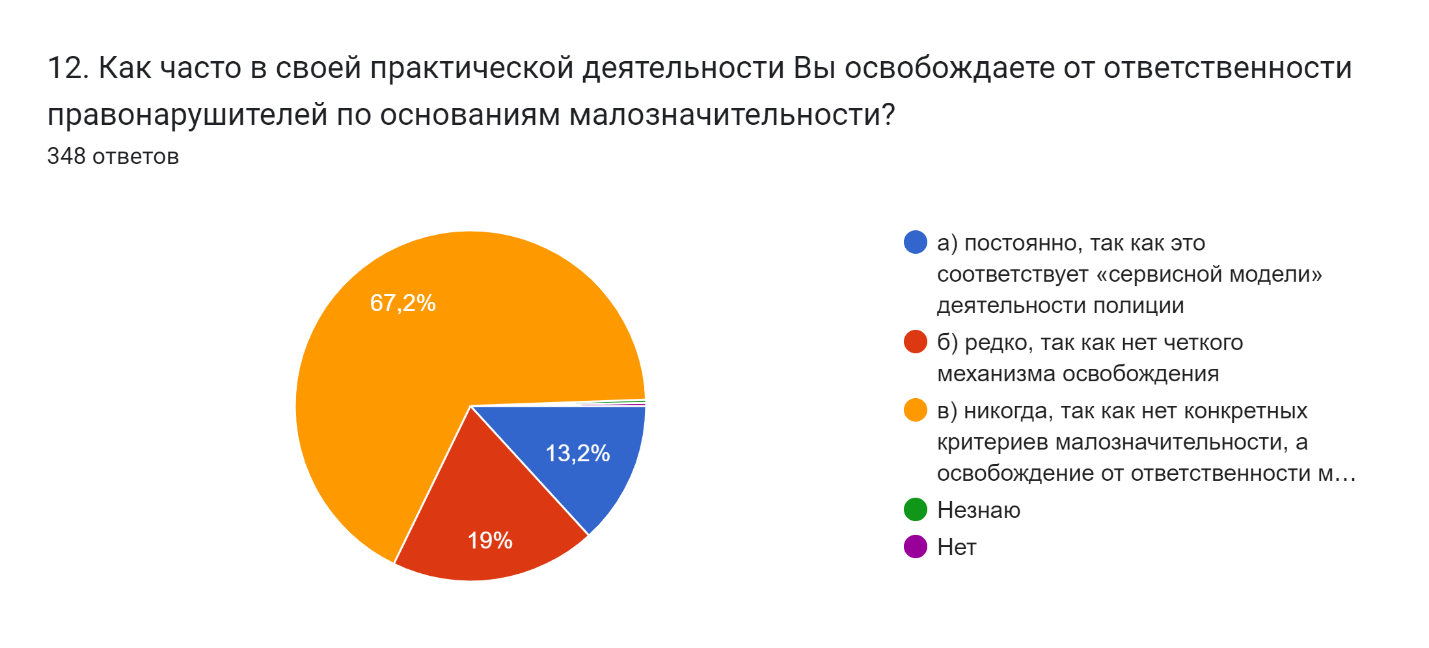 12. Как часто в своей практической деятельности Вы освобождаете от ответственности
правонарушителей по основаниям малозначительности?
348 ответов
67,2%
13,2%
19%
а) постоянно, так как это
соответствует «сервисной модели»
деятельности полиции
б) редко, так как нет четкого
механизма освобождения
в) никогда, так как нет конкретных
критериев малозначительности, а
освобождение от ответственности м…
Незнаю
Нет